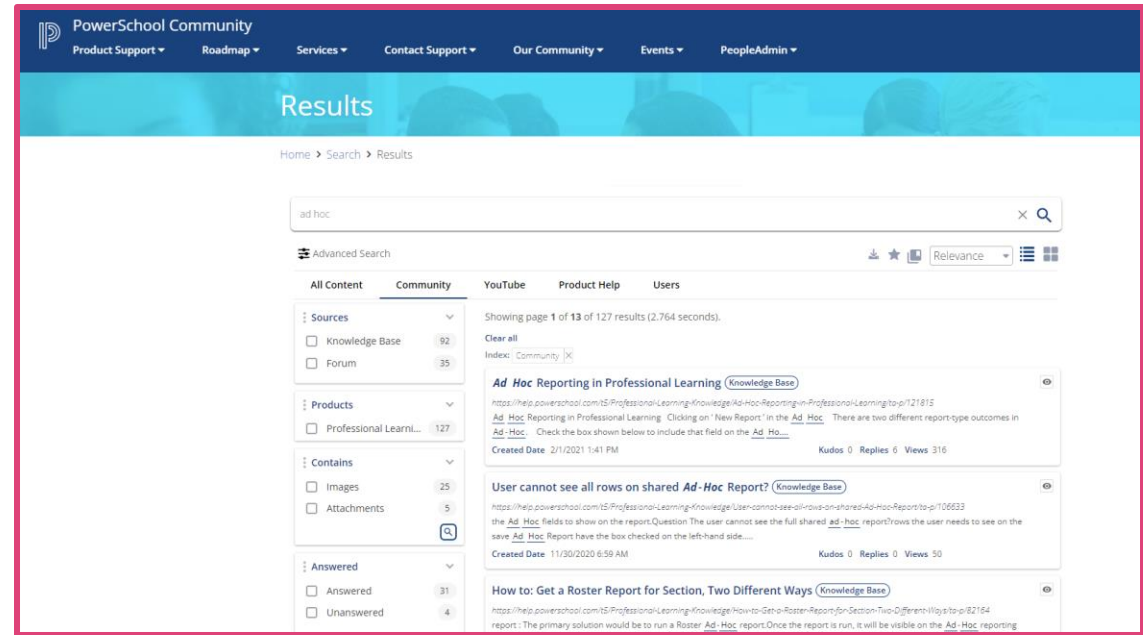 PowerSchool Community
Product Support Roadmap Services Contact Support Our Community Events PeopleAdmin
Results
Home > Search > Results
ad hoc
Advanced Search
Relevance
All Content Community YouTube Product Help Users
Sources
Knowledge Base 92
Forum 35
Products
Professional Learni... 127
Contains
Images 25
Attachments 5
Answered
Answered 31
Unanswered 4
Showing page 1 of 13 of 127 results (2.764 seconds).
Clear all
Index: Community
Ad Hoc Reporting in Professional Learning Knowledge Base
https://help.powerschool.com/t5/Professional-Learning-Knowledge/Ad-Hoc-Reporting-in-Professional-Learning/ta-p/121815
Ad Hoc Reporting in Professional Learning Clicking on ' New Report ' in the Ad Hoc There are two different report-type outcomes in
Ad-Hoc. Check the box shown below to include that field on the Ad Ho....
Created Date 2/1/2021 1:41 PM Kudos 0 Replies 6 Views 316
User cannot see all rows on shared Ad-Hoc Report? Knowledge Base
https://help.powerschool.com/t5/Professional-Learning-Knowledge/User-cannot-see-all-rows-on-shared-Ad-Hoc-Report/ta-p/106633
the Ad Hoc fields to show on the report.Question The user cannot see the full shared ad-hoc report?rows the user needs to see on the
save Ad Hoc Report have the box checked on the left-hand side.....
Created Date 11/30/2020 6:59 AM Kudos 0 Replies 0 Views 50
How to: Get a Roster Report for Section, Two Different Ways Knowledge Base
https://help.powerschool.com/t5/Professional-Learning-Knowledge/How-to-Get-a-Roster-Report-for-Section-Two-Different-Ways/ta-p/82164
report : The primary solution would be to run a Roster Ad-Hoc report.Once the report is run, it will be visible on the Ad-Hoc reporting